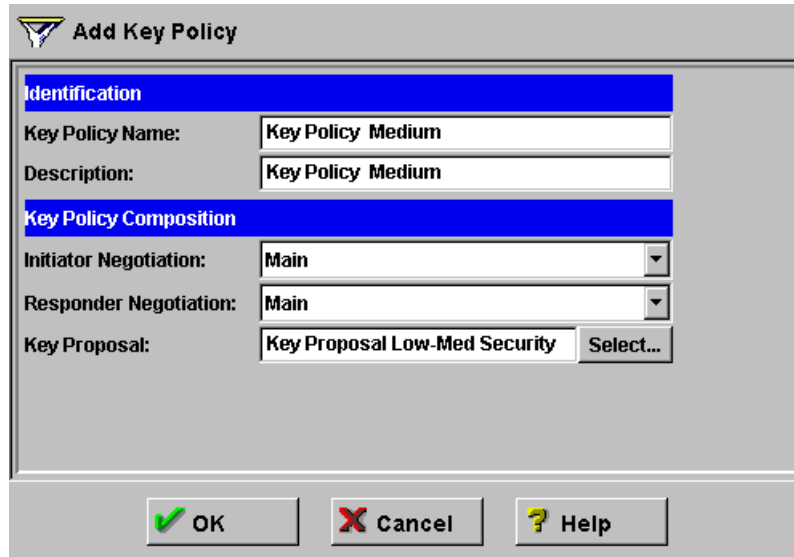 Add Key Policy
Identification
Key Policy Name: Key Policy Medium
Description: Key Policy Medium
Key Policy Composition
Initiator Negotiation: Main
Responder Negotiation: Main
Key Proposal: Key Proposal Low-Med Security Select...
OK Cancel Help